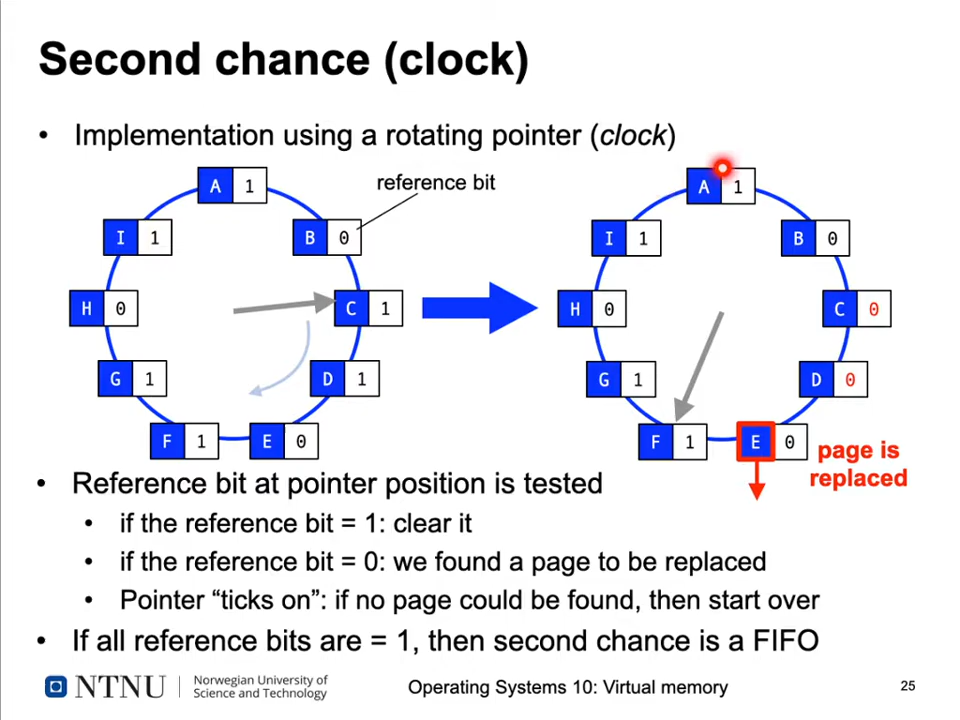 Second chance (clock)
• Implementation using a rotating pointer (clock)
A 1
reference bit
I 1
B 0
H 0
C 1
G 1
D 1
F 1
E 0
A 1
I 1
B 0
H 0
C 0
G 1
D 0
F 1
E 0
page is
replaced
• Reference bit at pointer position is tested
• if the reference bit = 1: clear it
• if the reference bit = 0: we found a page to be replaced
• Pointer “ticks on”: if no page could be found, then start over
• If all reference bits are = 1, then second chance is a FIFO
NTNU
Norwegian University of
Science and Technology
Operating Systems 10: Virtual memory
25